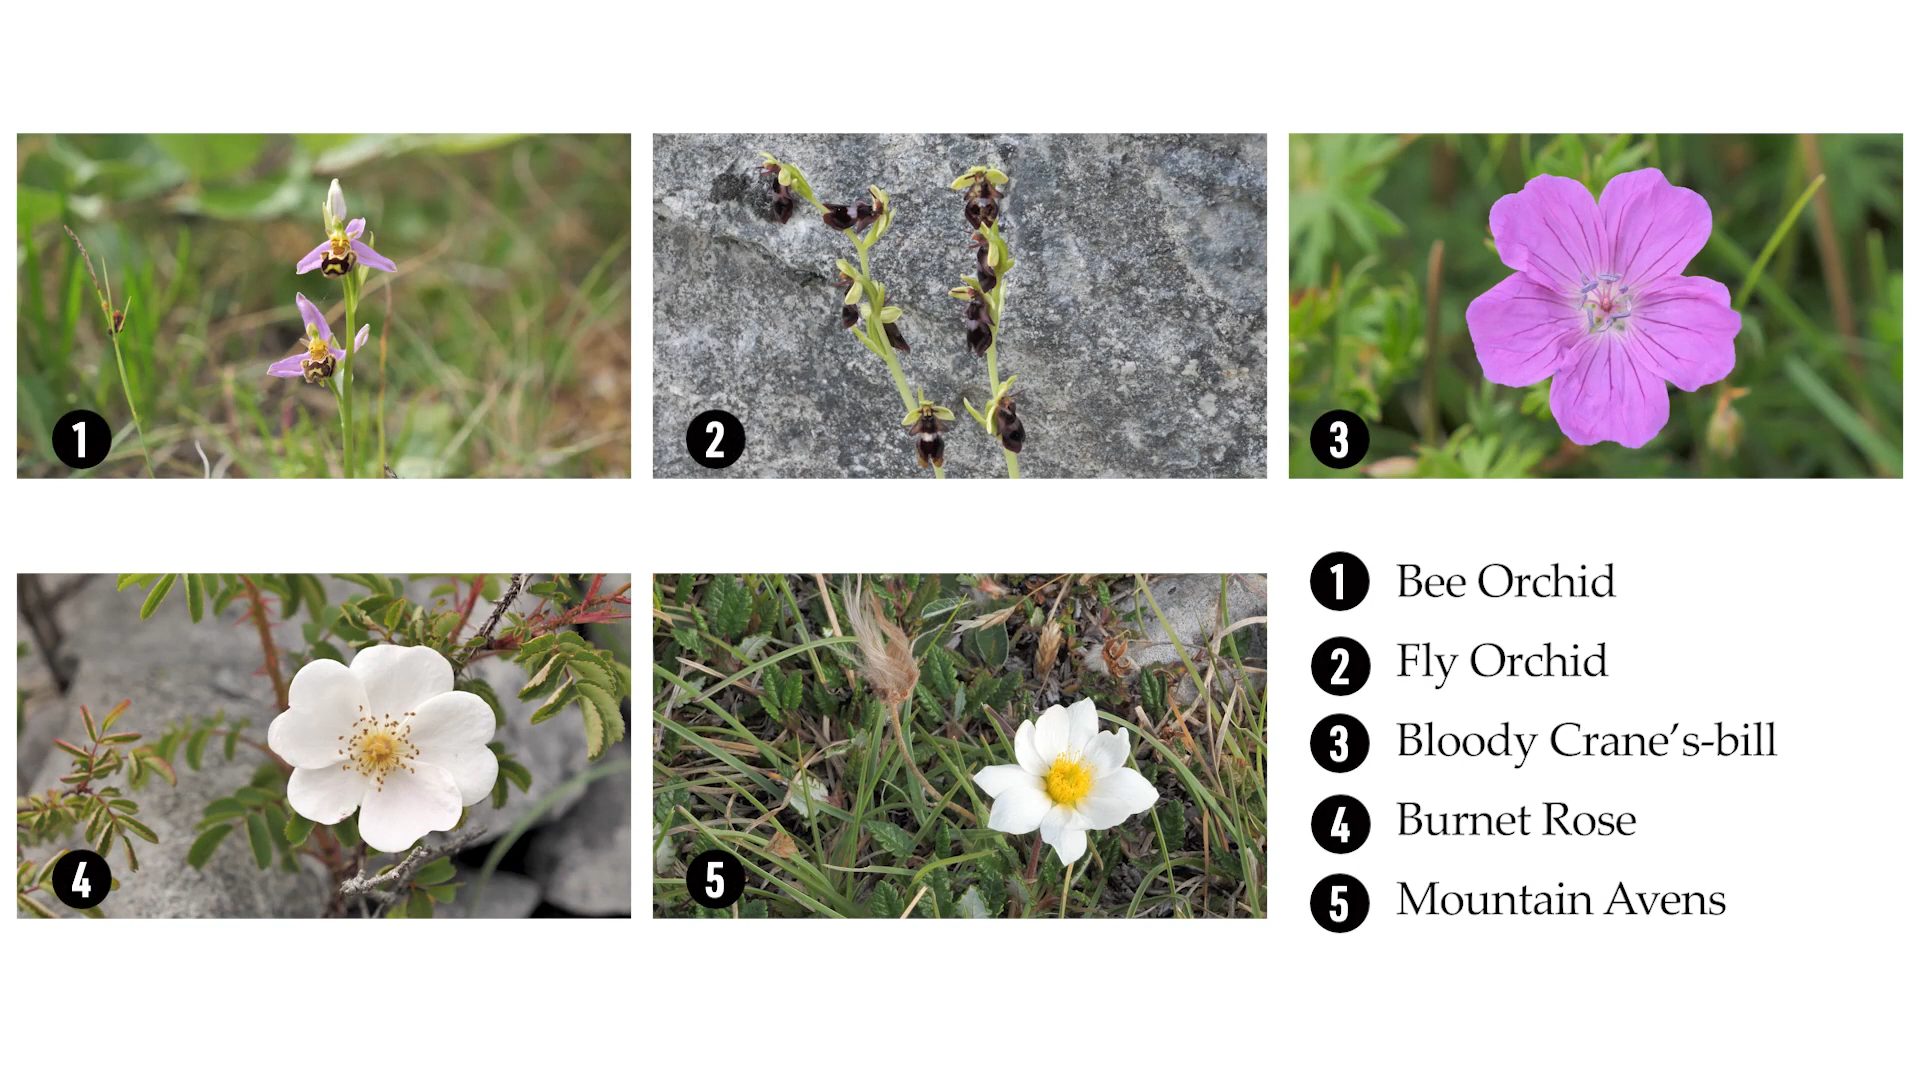 1
2
3
4
5
1 Bee Orchid
2 Fly Orchid
3 Bloody Crane's-bill
4 Burnet Rose
5 Mountain Avens